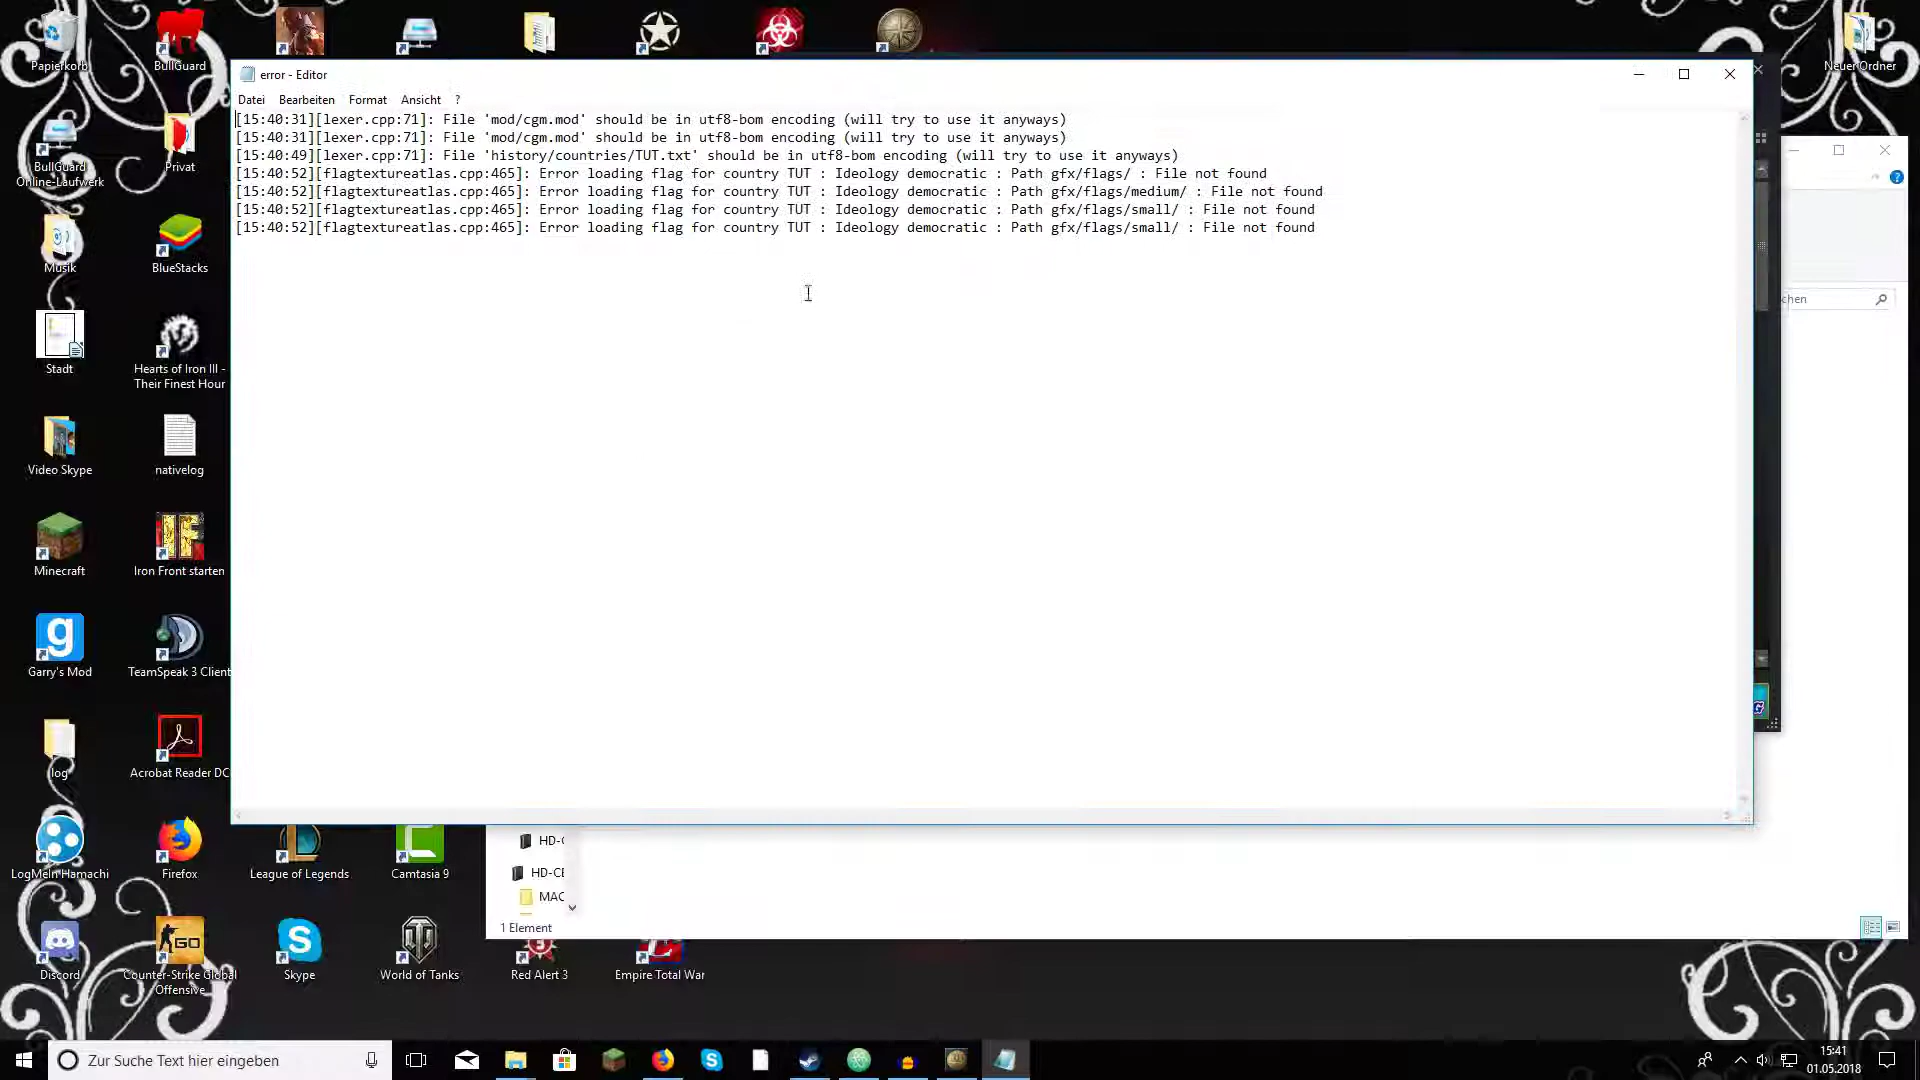 Papierkorb
BullGuard
Neuer Ordner
error - Editor
Datei Bearbeiten Format Ansicht ?
[15:40:31][lexer.cpp:71]: File 'mod/cgm.mod' should be in utf8-bom encoding (will try to use it anyways)
[15:40:31][lexer.cpp:71]: File 'mod/cgm.mod' should be in utf8-bom encoding (will try to use it anyways)
[15:40:49][lexer.cpp:71]: File 'history/countries/TUT.txt' should be in utf8-bom encoding (will try to use it anyways)
[15:40:52][flagtextureatlas.cpp:465]: Error loading flag for country TUT : Ideology democratic : Path gfx/flags/ : File not found
[15:40:52][flagtextureatlas.cpp:465]: Error loading flag for country TUT : Ideology democratic : Path gfx/flags/medium/ : File not found
[15:40:52][flagtextureatlas.cpp:465]: Error loading flag for country TUT : Ideology democratic : Path gfx/flags/small/ : File not found
[15:40:52][flagtextureatlas.cpp:465]: Error loading flag for country TUT : Ideology democratic : Path gfx/flags/small/ : File not found
BullGuard
Online-Laufwerk
Privat
Musik
BlueStacks
chen
Stadt
Hearts of Iron III -
Their Finest Hour
Video Skype
nativelog
Minecraft
IF
Iron Front starten
g
Garry's Mod
TeamSpeak 3 Client
G
log
Acrobat Reader DC
LogMeIn Hamachi
Firefox
League of Legends
Camtasia 9
HD-
HD-CE
MAC
1 Element
GO
Discord
Counter-Strike Global
Offensive
Skype
World of Tanks
Red Alert 3
Empire Total War
Zur Suche Text hier eingeben
15:41
01.05.2018